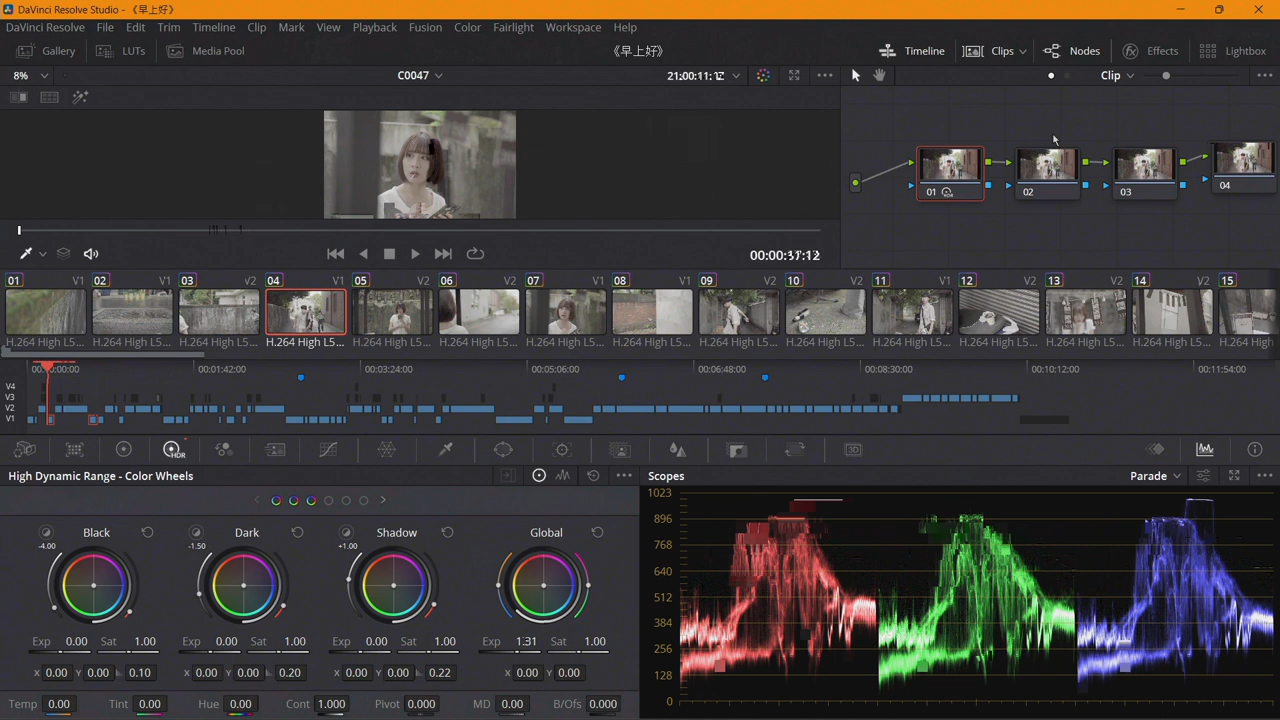 DaVinci Resolve Studio - 《早上好》
DaVinci Resolve File Edit Trim Timeline Clip Mark View Playback Fusion Color Fairlight Workspace Help
Gallery LUTs Media Pool 《早上好》 Timeline Clips Nodes Effects Lightbox
8% C0047 Clip
01 HDR 02 03 04
01 V1 02 V1 03 V2 04 V1 05 V2 06 V2 07 V1 08 V1 09 V2 10 V2 11 V1 12 V2 13 V2 14 V2 15
H.264 High L5... H.264 High L5... H.264 High L5... H.264 High L5... H.264 High L5... H.264 High L5... H.264 High L5... H.264 High L5... H.264 High L5... H.264 High L5... H.264 High L5... H.264 High L5... H.264 High L5... H.264 High L5... H.264 High
00:00:00 00:01:42:00 00:03:24:00 00:05:06:00 00:06:48:00 00:08:30:00 00:10:12:00 00:11:54:00
V4
V3
V2
V1
HDR 3D
High Dynamic Range - Color Wheels
Black Dark Shadow Global
-4.00 -1.50 +1.00
Exp 0.00 Sat 1.00 Exp 0.00 Sat 1.00 Exp 0.00 Sat 1.00 Exp 1.31 Sat 1.00
X 0.00 Y 0.00 0.10 X 0.00 Y 0.00 0.20 X 0.00 Y 0.00 0.22 X 0.00 Y 0.00
Temp 0.00 Tint 0.00 Hue 0.00 Cont 1.000 Pivot 0.000 MD 0.00 B/Ofs 0.000
Scopes Parade
1023
896
768
640
512
384
256
128
0